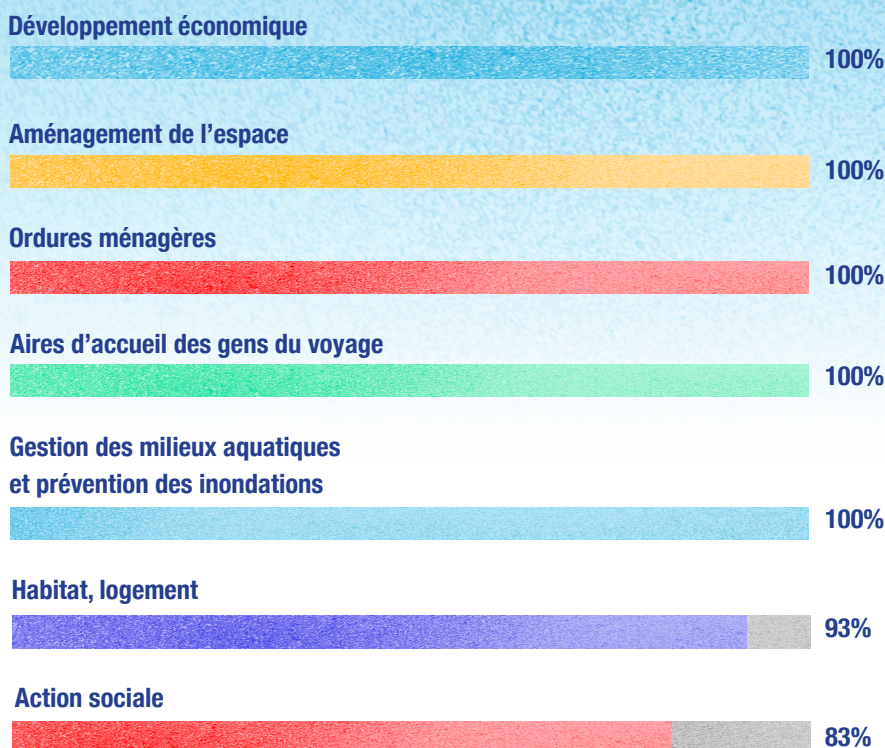 Développement économique
100%
Aménagement de l’espace
100%
Ordures ménagères
100%
Aires d’accueil des gens du voyage
100%
Gestion des milieux aquatiques
et prévention des inondations
100%
Habitat, logement
93%
Action sociale
83%